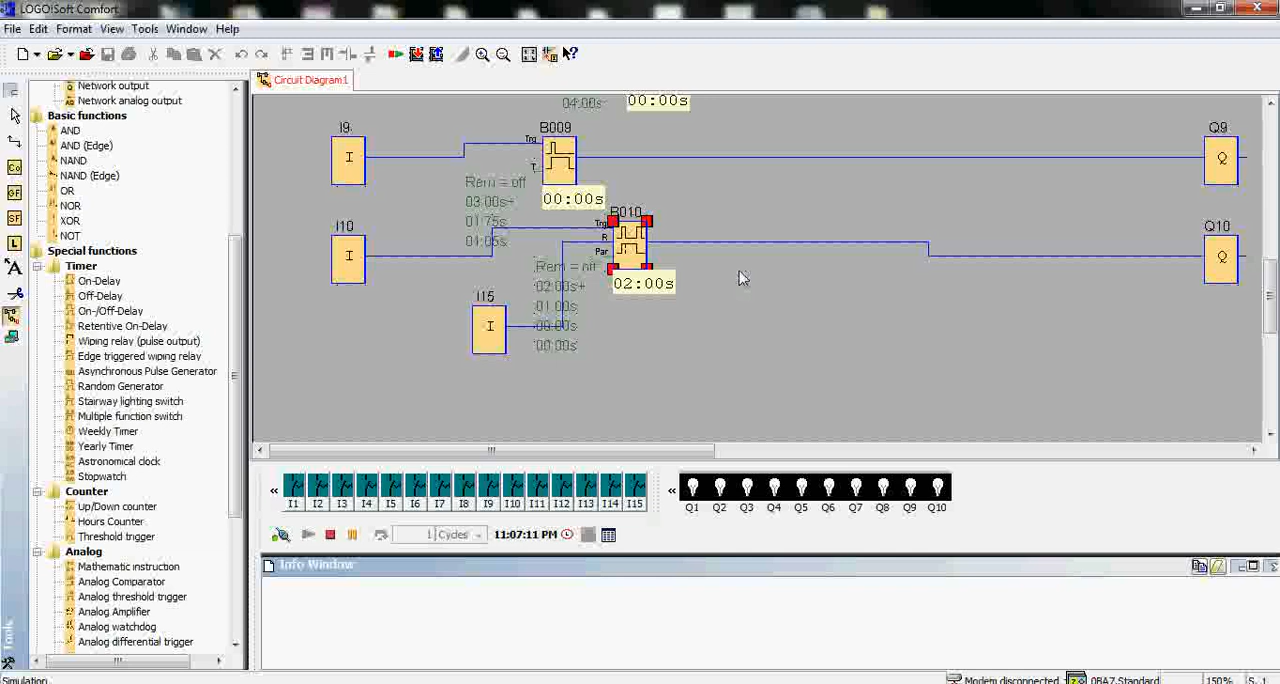 LOGO!Soft Comfort
File Edit Format View Tools Window Help
Circuit Diagram1
Network output
Network analog output
Basic functions
AND
AND (Edge)
NAND
NAND (Edge)
OR
NOR
XOR
NOT
Special functions
Timer
On-Delay
Off-Delay
On-/Off-Delay
Retentive On-Delay
Wiping relay (pulse output)
Edge triggered wiping relay
Asynchronous Pulse Generator
Random Generator
Stairway lighting switch
Multiple function switch
Weekly Timer
Yearly Timer
Astronomical clock
Stopwatch
Counter
Up/Down counter
Hours Counter
Threshold trigger
Analog
Mathematic instruction
Analog Comparator
Analog threshold trigger
Analog Amplifier
Analog watchdog
Analog differential trigger
Tools
04:00s 00:00s
I9 B009 Q9
Trg
I T Q
Rem = off 00:00s
03:00s+
01:75s
01:05s
I10 B010 Q10
Trg
R
Par
I Q
Rem = off 02:00s
02:00s+
01:00s
00:00s
00:00s
I15
I
I1 I2 I3 I4 I5 I6 I7 I8 I9 I10 I11 I12 I13 I14 I15
Q1 Q2 Q3 Q4 Q5 Q6 Q7 Q8 Q9 Q10
1 Cycles 11:07:11 PM
Info Window
Simulation Modem disconnected 0BA7.Standard 150% S. 1